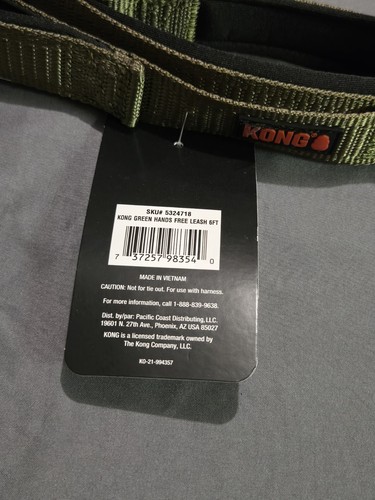 KONG
SKU# 5324718
KONG GREEN HANDS FREE LEASH 6FT
7 37257 98354 0
MADE IN VIETNAM
CAUTION: Not for tie out. For use with harness.
For more information, call 1-888-839-9638.
Dist. by/par: Pacific Coast Distributing, LLC.
19601 N. 27th Ave., Phoenix, AZ USA 85027
KONG is a licensed trademark owned by
The Kong Company, LLC.
KO-21-994357